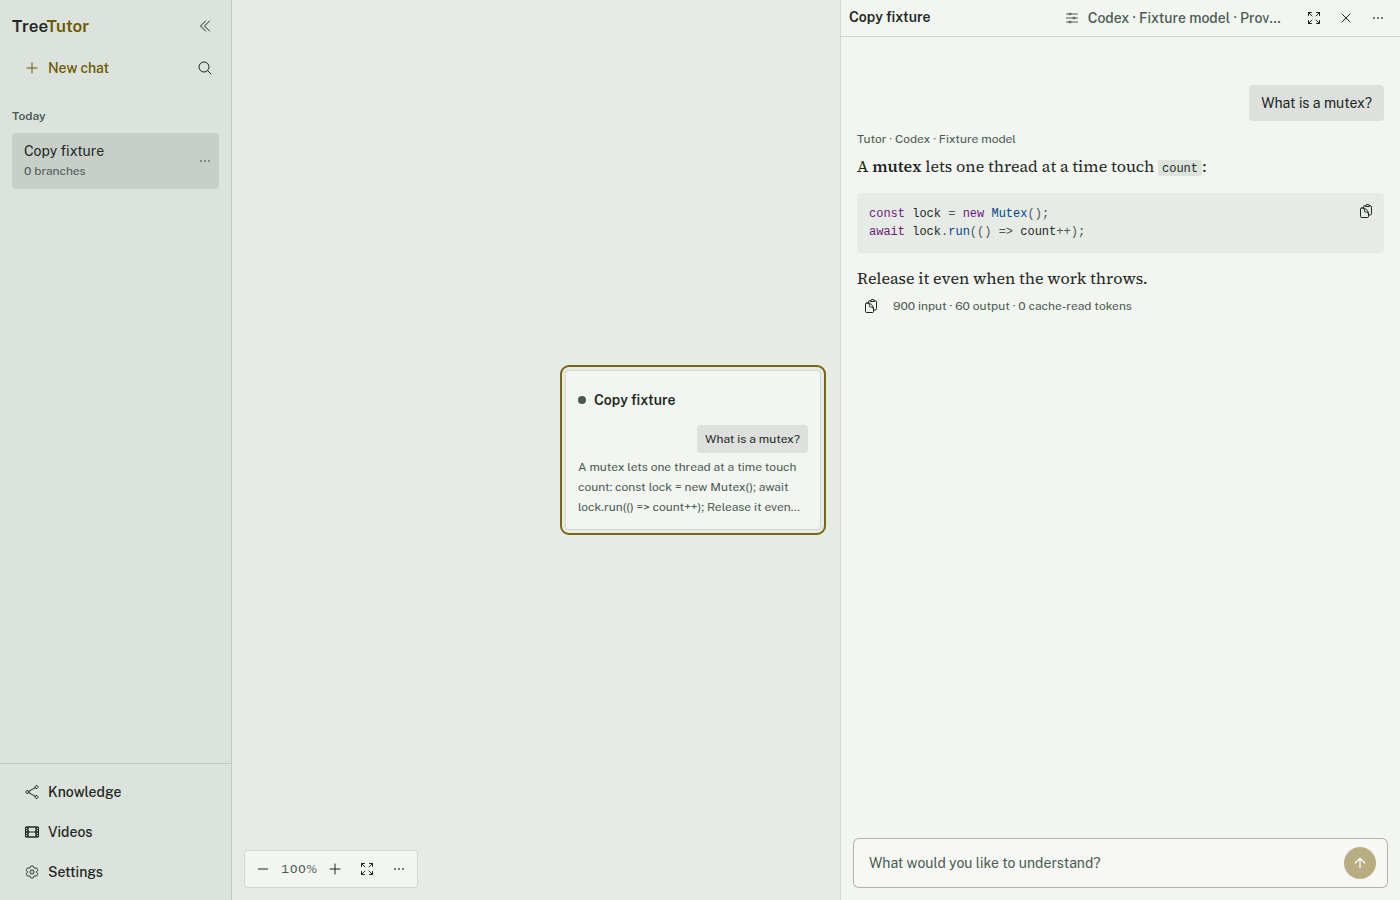 TreeTutor
New chat
Today
Copy fixture
0 branches
Knowledge
Videos
Settings
Copy fixture
What is a mutex?
A mutex lets one thread at a time touch
count: const lock = new Mutex(); await
lock.run(() => count++); Release it even...
100%
Copy fixture
Codex · Fixture model · Prov...
What is a mutex?
Tutor · Codex · Fixture model
A mutex lets one thread at a time touch count:
const lock = new Mutex();
await lock.run(() => count++);
Release it even when the work throws.
900 input · 60 output · 0 cache-read tokens
What would you like to understand?